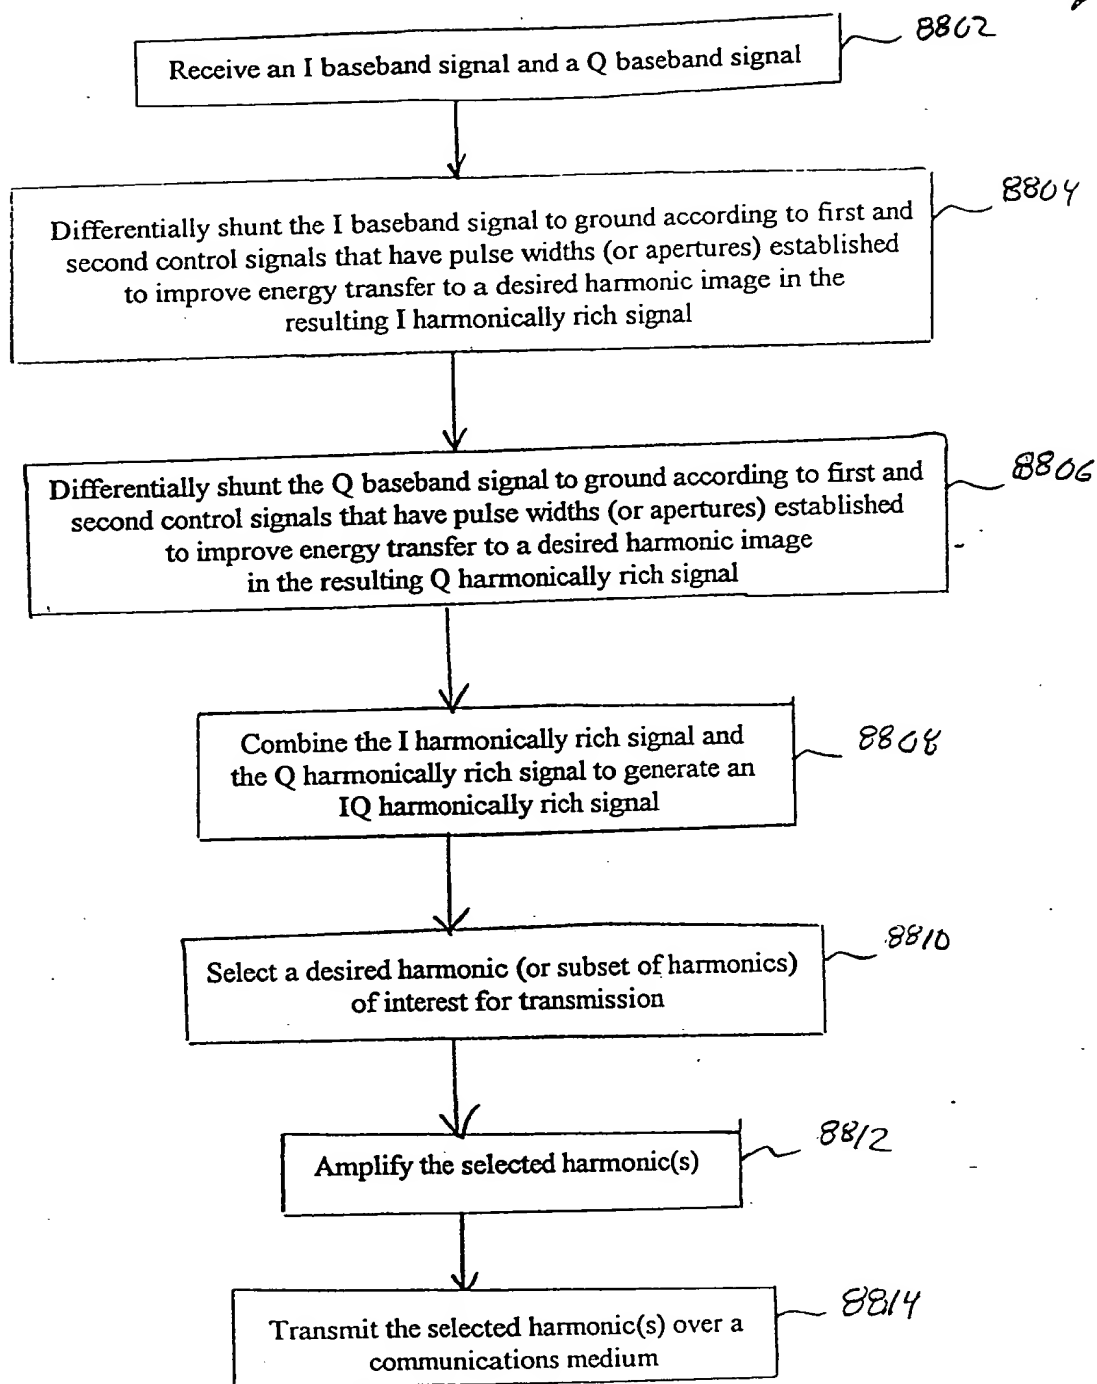 8802
Receive an I baseband signal and a Q baseband signal
8804
Differentially shunt the I baseband signal to ground according to first and
second control signals that have pulse widths (or apertures) established
to improve energy transfer to a desired harmonic image in the
resulting I harmonically rich signal
8806
Differentially shunt the Q baseband signal to ground according to first and
second control signals that have pulse widths (or apertures) established
to improve energy transfer to a desired harmonic image
in the resulting Q harmonically rich signal
8808
Combine the I harmonically rich signal and
the Q harmonically rich signal to generate an
IQ harmonically rich signal
8810
Select a desired harmonic (or subset of harmonics)
of interest for transmission
8812
Amplify the selected harmonic(s)
8814
Transmit the selected harmonic(s) over a
communications medium